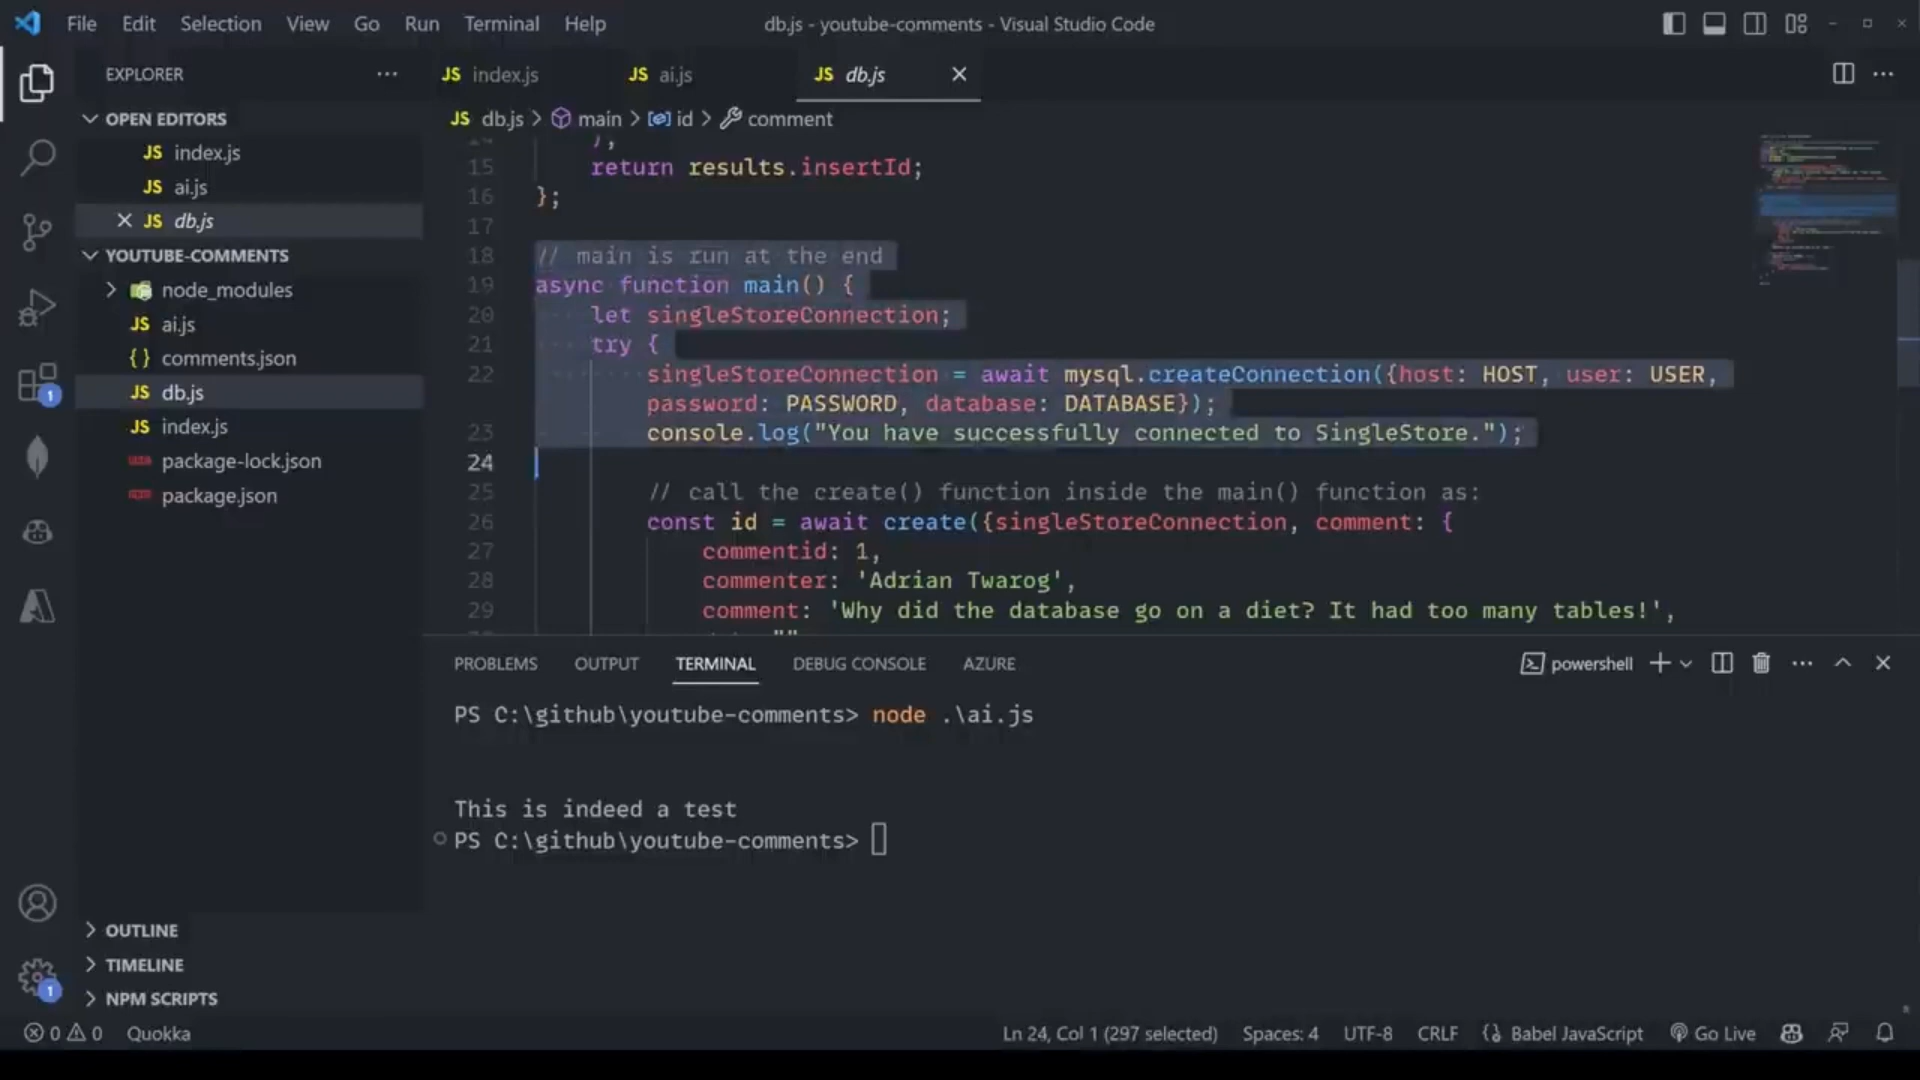 File Edit Selection View Go Run Terminal Help db.js - youtube-comments - Visual Studio Code
EXPLORER
OPEN EDITORS
JS index.js
JS ai.js
JS db.js
YOUTUBE-COMMENTS
node_modules
JS ai.js
{ } comments.json
JS db.js
JS index.js
package-lock.json
package.json
OUTLINE
TIMELINE
NPM SCRIPTS
JS index.js JS ai.js JS db.js
JS db.js > main > id > comment
15 return results.insertId;
16 };
17
18 // main is run at the end
19 async function main() {
20 let singleStoreConnection;
21 try {
22 singleStoreConnection = await mysql.createConnection({host: HOST, user: USER,
password: PASSWORD, database: DATABASE});
23 console.log("You have successfully connected to SingleStore.");
24
25 // call the create() function inside the main() function as:
26 const id = await create({singleStoreConnection, comment: {
27 commentid: 1,
28 commenter: 'Adrian Twarog',
29 comment: 'Why did the database go on a diet? It had too many tables!',
PROBLEMS OUTPUT TERMINAL DEBUG CONSOLE AZURE powershell
PS C:\github\youtube-comments> node .\ai.js
This is indeed a test
PS C:\github\youtube-comments>
1
1
0 0 Quokka Ln 24, Col 1 (297 selected) Spaces: 4 UTF-8 CRLF Babel JavaScript Go Live